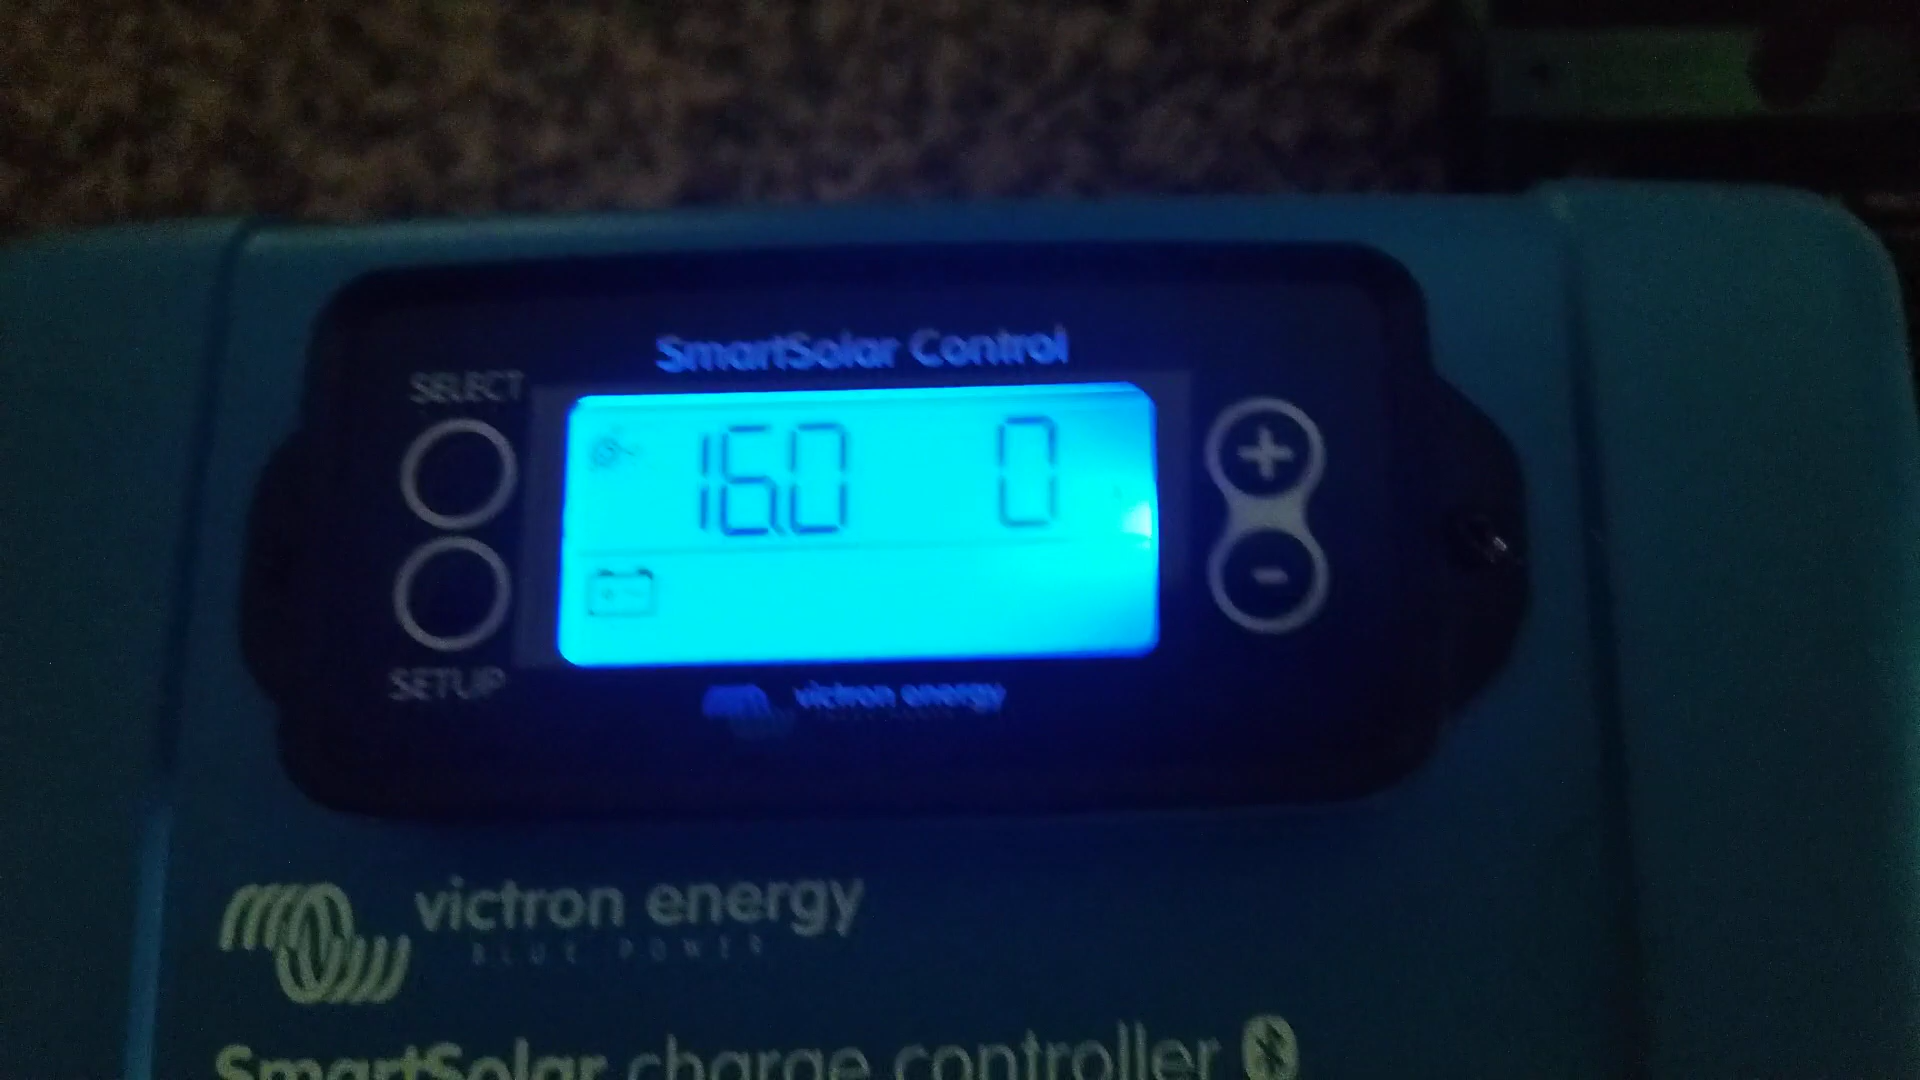 SmartSolar Control
SELECT
16.0 0
+
-
SETUP
victron energy
victron energy
BLUE POWER
SmartSolar charge controller